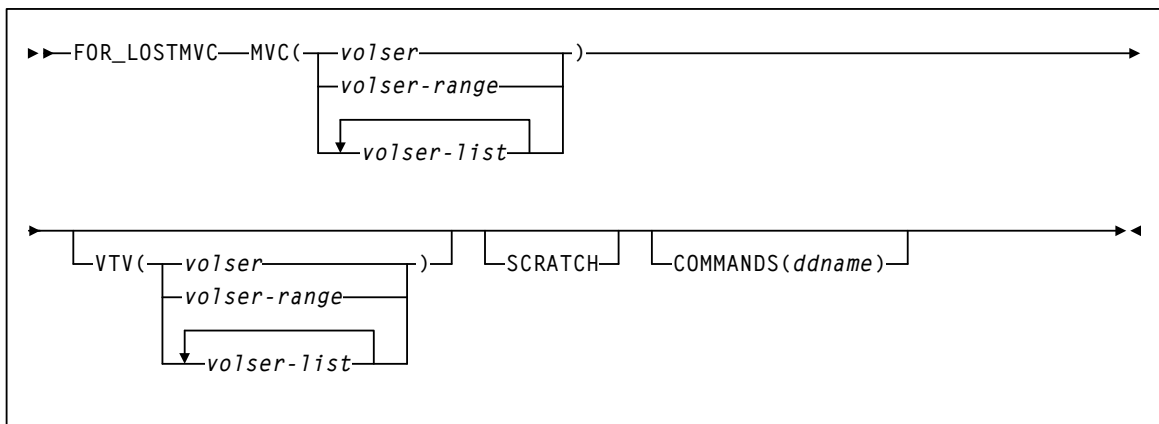 FOR_LOSTMVC MVC( volser )
volser-range
volser-list
VTV( volser ) SCRATCH COMMANDS(ddname)
volser-range
volser-list